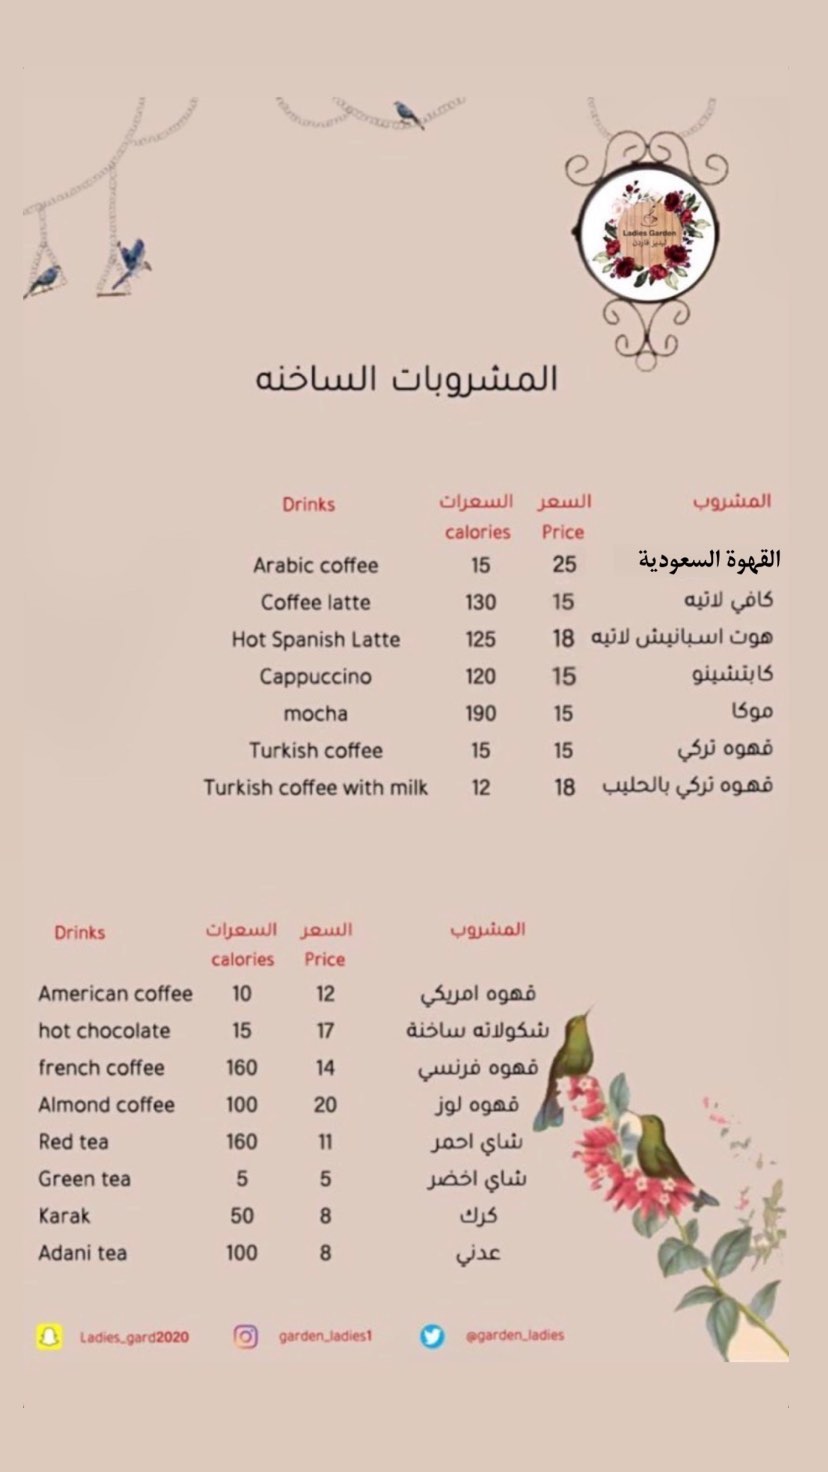 Ladies Garden
ليديز قاردن
المشروبات الساخنه
Drinks السعرات السعر المشروب
calories Price
Arabic coffee 15 25 القهوة السعودية
Coffee latte 130 15 كافي لاتيه
Hot Spanish Latte 125 18 هوت اسبانيش لاتيه
Cappuccino 120 15 كابتشينو
mocha 190 15 موكا
Turkish coffee 15 15 قهوه تركي
Turkish coffee with milk 12 18 قهوه تركي بالحليب
Drinks السعرات السعر المشروب
calories Price
American coffee 10 12 قهوه امريكي
hot chocolate 15 17 شكولاته ساخنة
french coffee 160 14 قهوه فرنسي
Almond coffee 100 20 قهوه لوز
Red tea 160 11 شاي احمر
Green tea 5 5 شاي اخضر
Karak 50 8 كرك
Adani tea 100 8 عدني
Ladies_gard2020 garden_ladies1 @garden_ladies